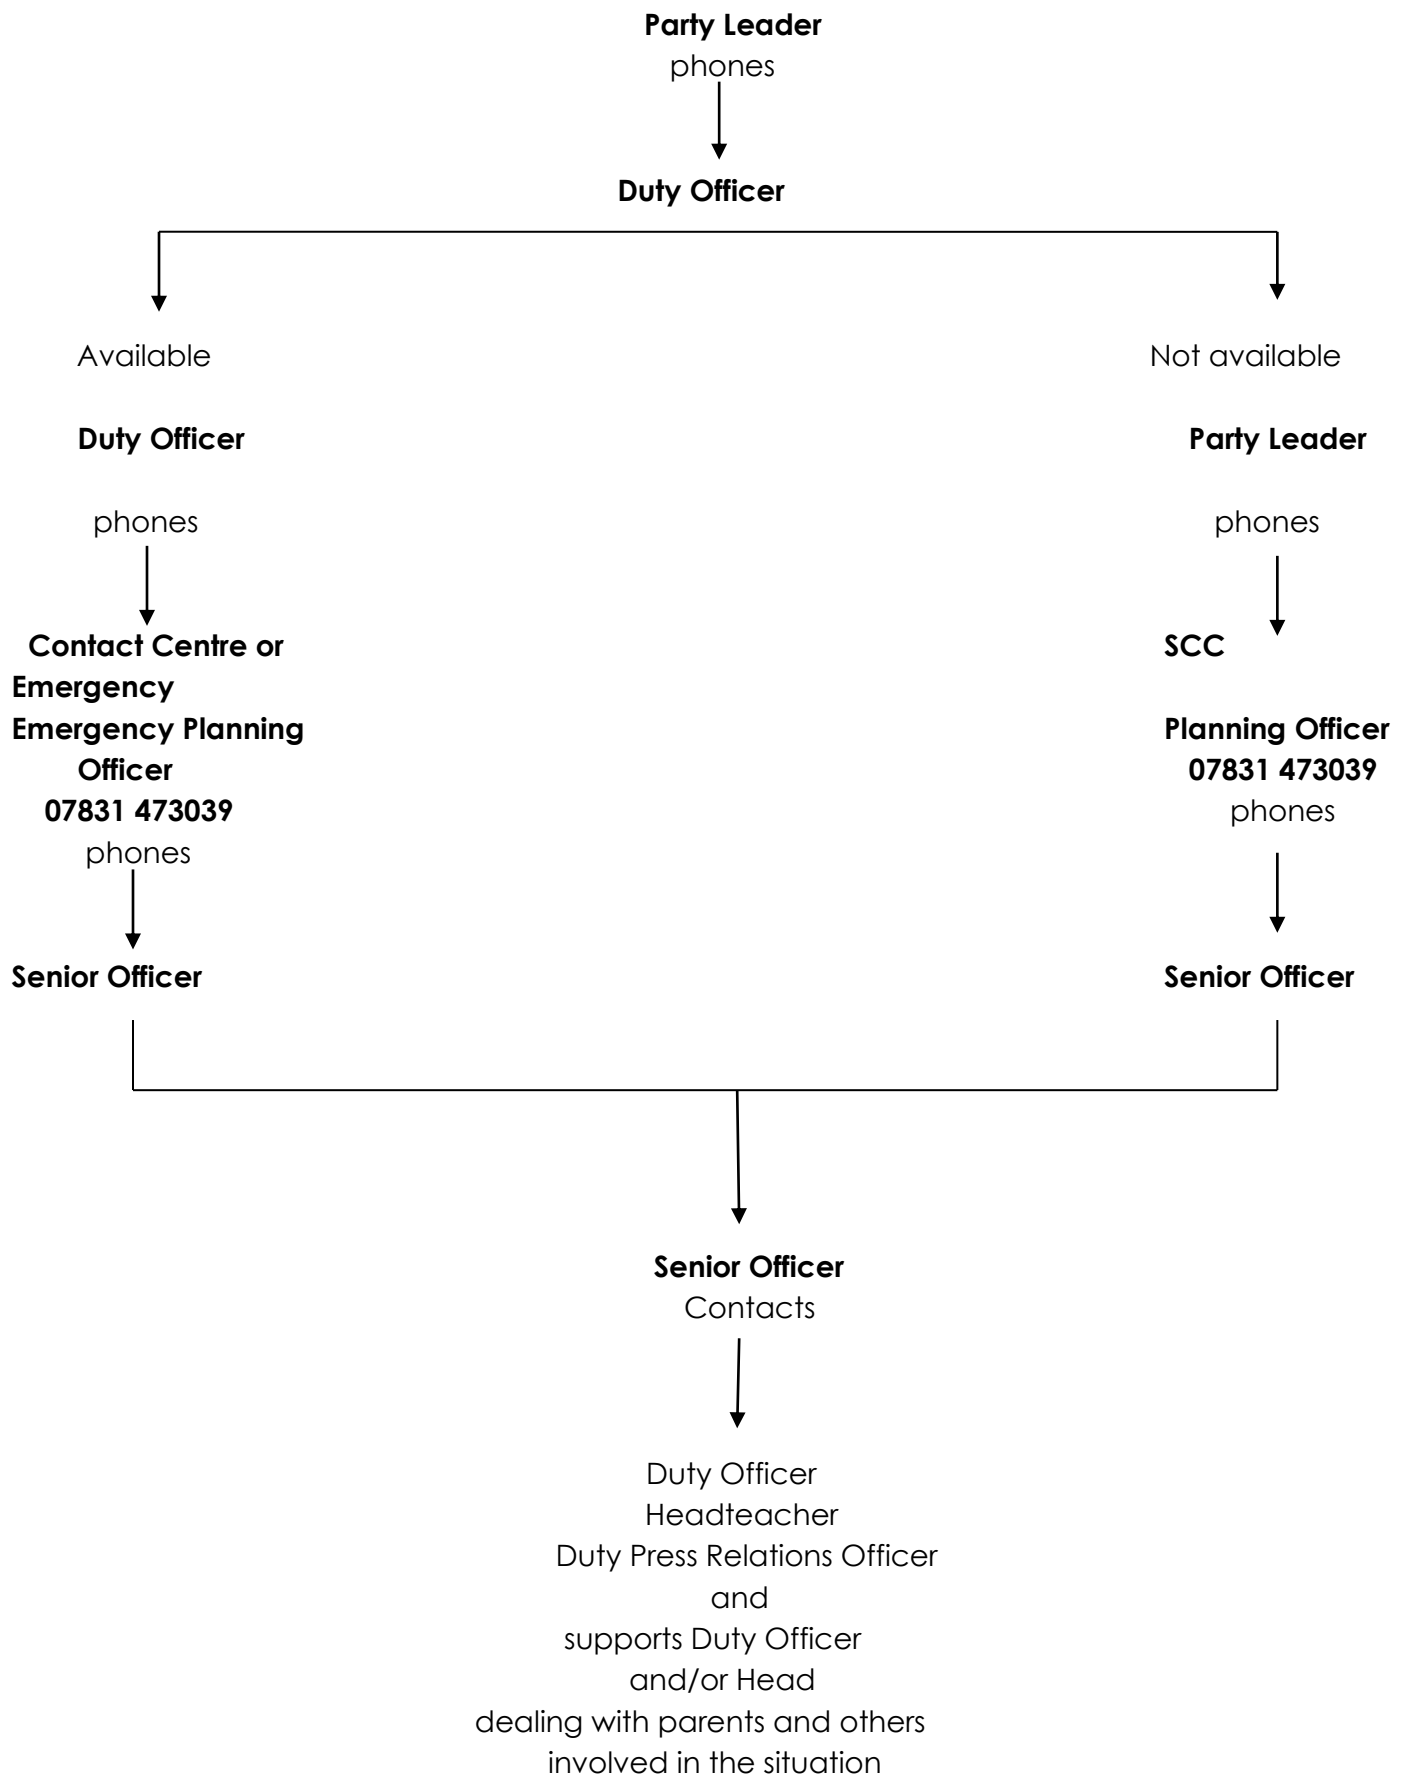 Party Leader
phones
Duty Officer
Available
Not available
Duty Officer
Party Leader
phones
phones
Contact Centre or
SCC
Emergency
Emergency Planning
Planning Officer
Officer
07831 473039
07831 473039
phones
phones
Senior Officer
Senior Officer
Senior Officer
Contacts
Duty Officer
Headteacher
Duty Press Relations Officer
and
supports Duty Officer
and/or Head
dealing with parents and others
involved in the situation